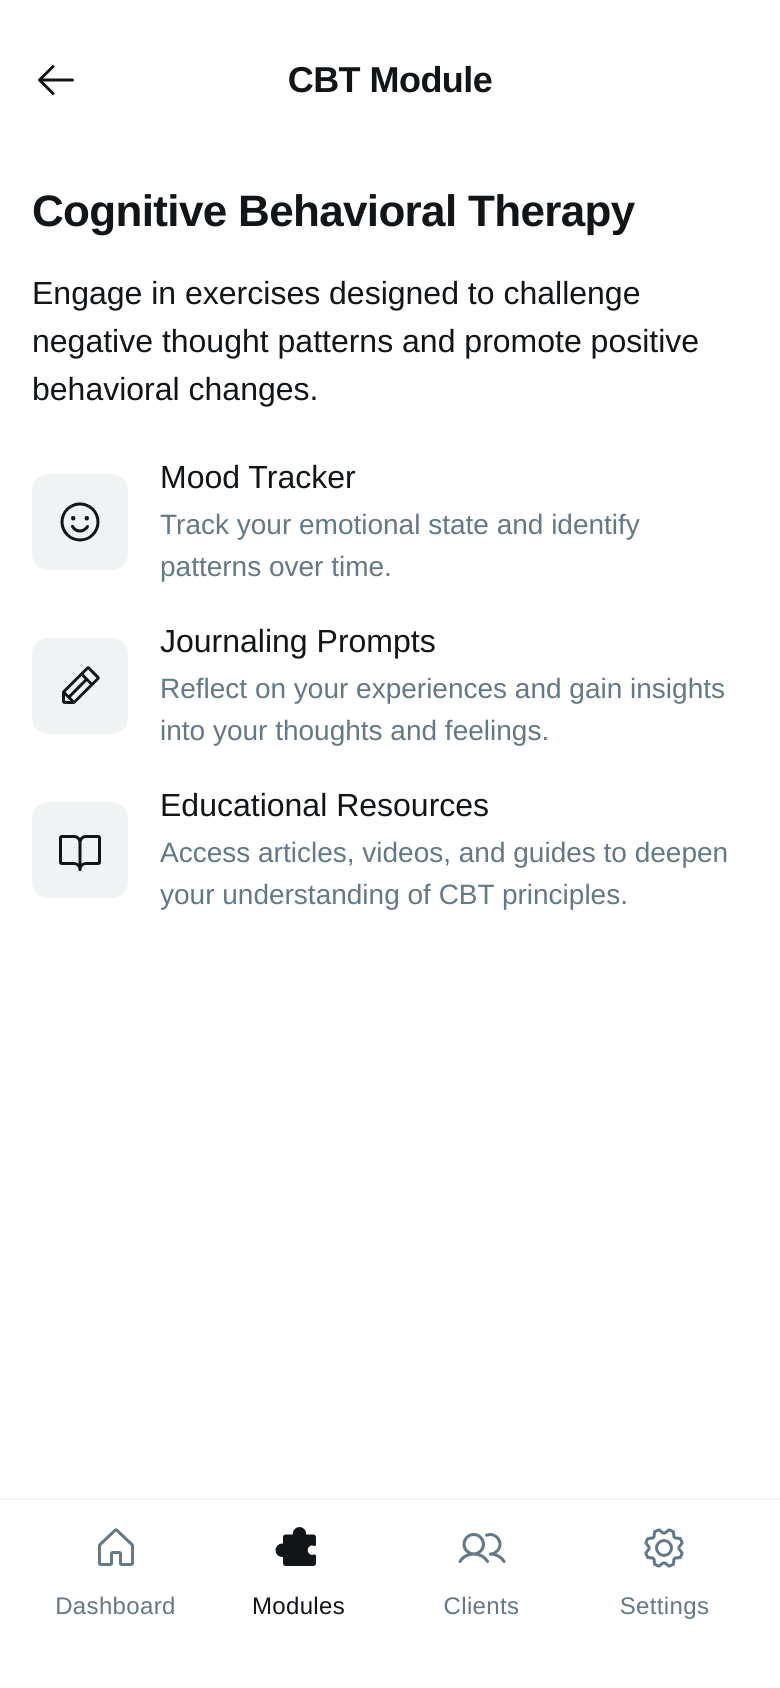 CBT Module
Cognitive Behavioral Therapy
Engage in exercises designed to challenge
negative thought patterns and promote positive
behavioral changes.
Mood Tracker
Track your emotional state and identify
patterns over time.
Journaling Prompts
Reflect on your experiences and gain insights
into your thoughts and feelings.
Educational Resources
Access articles, videos, and guides to deepen
your understanding of CBT principles.
Dashboard
Modules
Clients
Settings